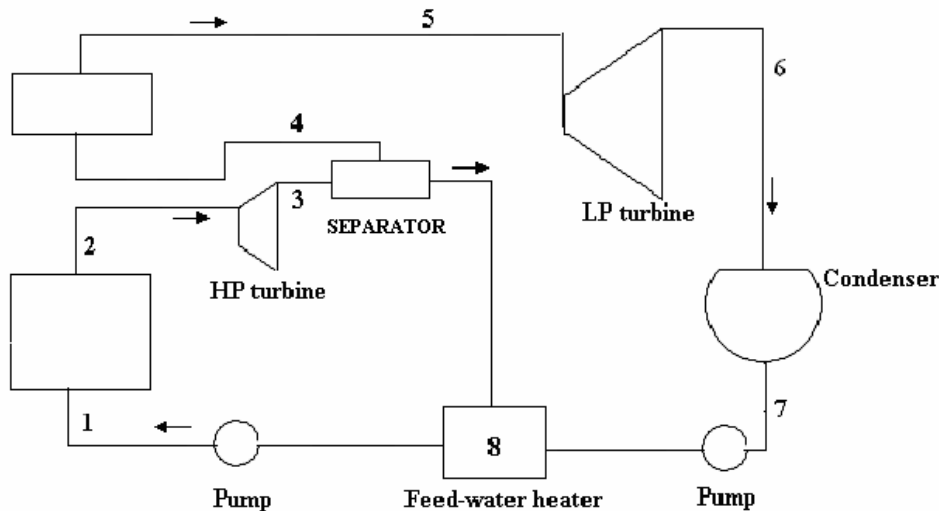 5
6
4
3
SEPARATOR
LP turbine
2
HP turbine
Condenser
1
7
8
Pump
Feed-water heater
Pump